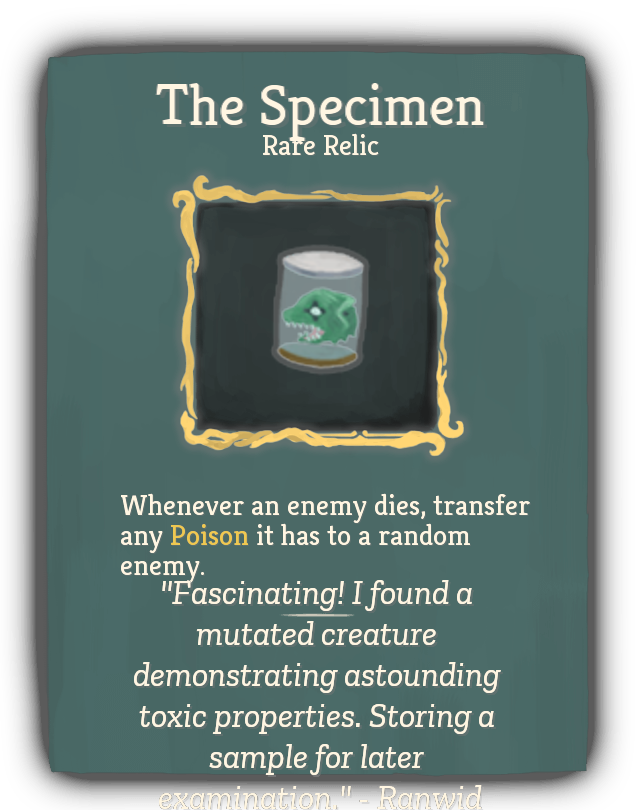 The Specimen
Rare Relic
Whenever an enemy dies, transfer
any Poison it has to a random
enemy.
"Fascinating! I found a
mutated creature
demonstrating astounding
toxic properties. Storing a
sample for later
examination." - Ranwid